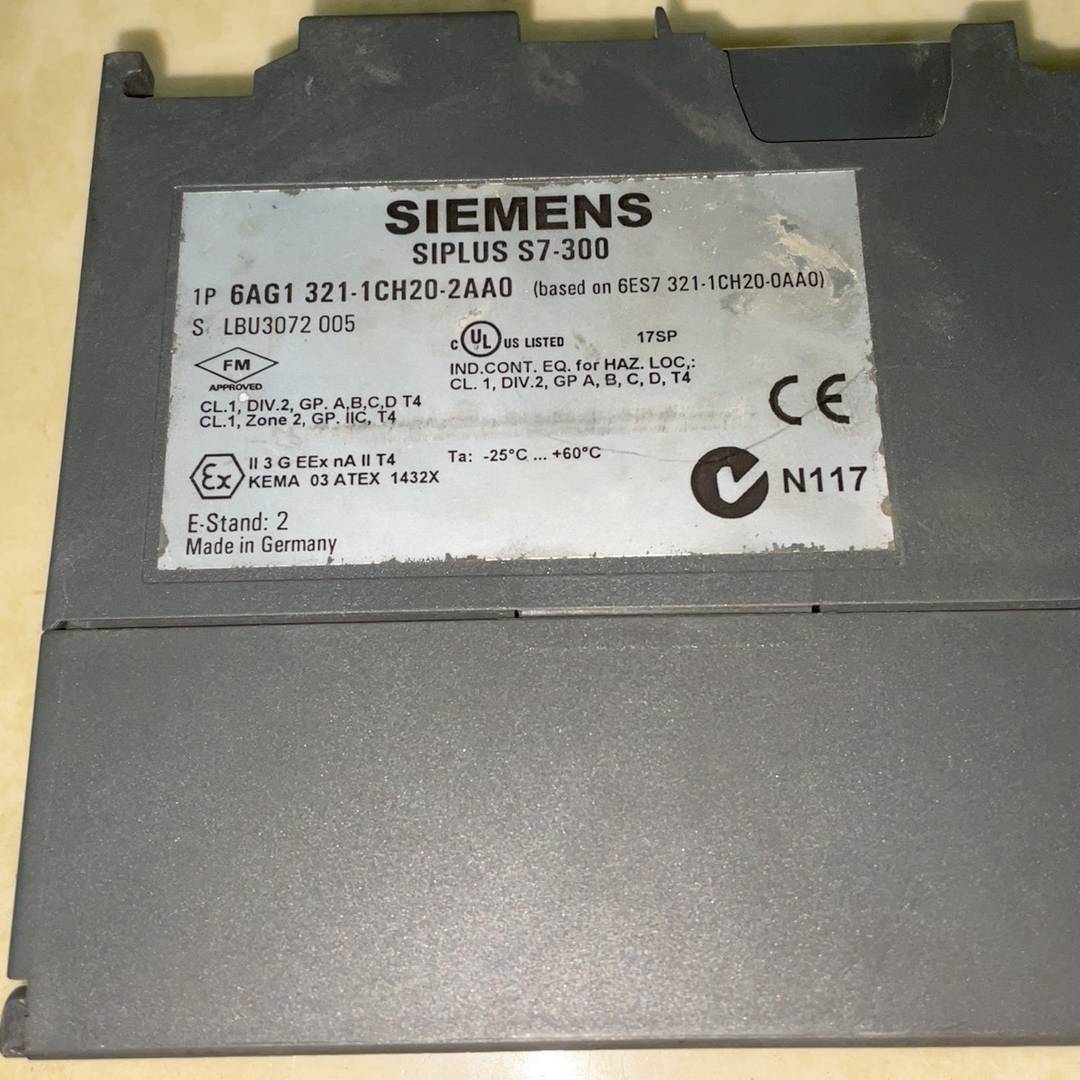 SIEMENS
SIPLUS S7-300
1P 6AG1 321-1CH20-2AA0 (based on 6ES7 321-1CH20-0AA0)
S LBU3072 005
FM
APPROVED
CL.1, DIV.2, GP. A,B,C,D T4
CL.1, Zone 2, GP. IIC, T4
C UL US LISTED 17SP
IND.CONT. EQ. for HAZ. LOC,:
CL. 1, DIV.2, GP A, B, C, D, T4
CE
Ex II 3 G EEx nA II T4
KEMA 03 ATEX 1432X
Ta: -25°C ... +60°C
N117
E-Stand: 2
Made in Germany